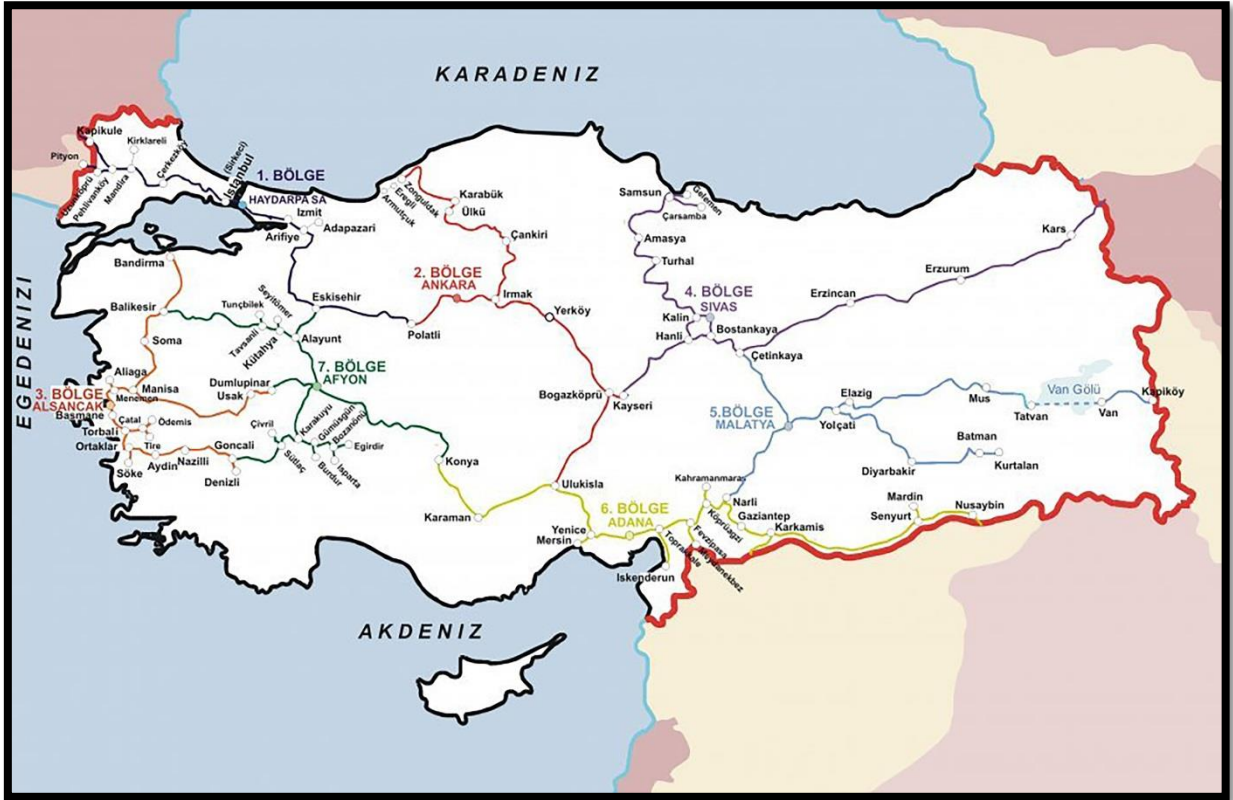 KARADENIZ
EGEDENIZI
AKDENIZ
Kapikule
Pityon
Kirklareli
Uzunköprü
Pehlivanköy
Mandira
Çerkezköy
(Sirkeci)
Istanbul
1. BÖLGE
HAYDARPA SA
Izmit
Adapazari
Arifiye
Bandirma
Balikesir
Soma
Tunçbilek
Seyitömer
Tavsanli
Kütahya
Eskisehir
Alayunt
Polatli
2. BÖLGE
ANKARA
Irmak
Yerköy
Zonguldak
Eregli
Armutçuk
Karabük
Ülkü
Çankiri
Samsun
Gelemen
Çarsamba
Amasya
Turhal
4. BÖLGE
SIVAS
Kalin
Hanli
Bostankaya
Çetinkaya
Erzincan
Erzurum
Kars
Aliaga
Manisa
Menemen
3. BÖLGE
ALSANCAK
Basmane
Çatal
Ödemis
Torbali
Tire
Ortaklar
Söke
Aydin
Nazilli
Goncali
Denizli
Dumlupinar
Usak
7. BÖLGE
AFYON
Çivril
Sütlaç
Karakuyu
Gümüsgün
Bozanönü
Egirdir
Burdur
Isparta
Konya
Karaman
Bogazköprü
Kayseri
Ulukisla
Yenice
Mersin
6. BÖLGE
ADANA
Toprakkale
Iskenderun
Fevzipasa
Meydanekbez
Kahramanmaras
Köprüagzi
Narli
Gaziantep
Karkamis
5.BÖLGE
MALATYA
Elazig
Yolçati
Mus
Tatvan
Van Gölü
Van
Kapiköy
Diyarbakir
Batman
Kurtalan
Mardin
Senyurt
Nusaybin